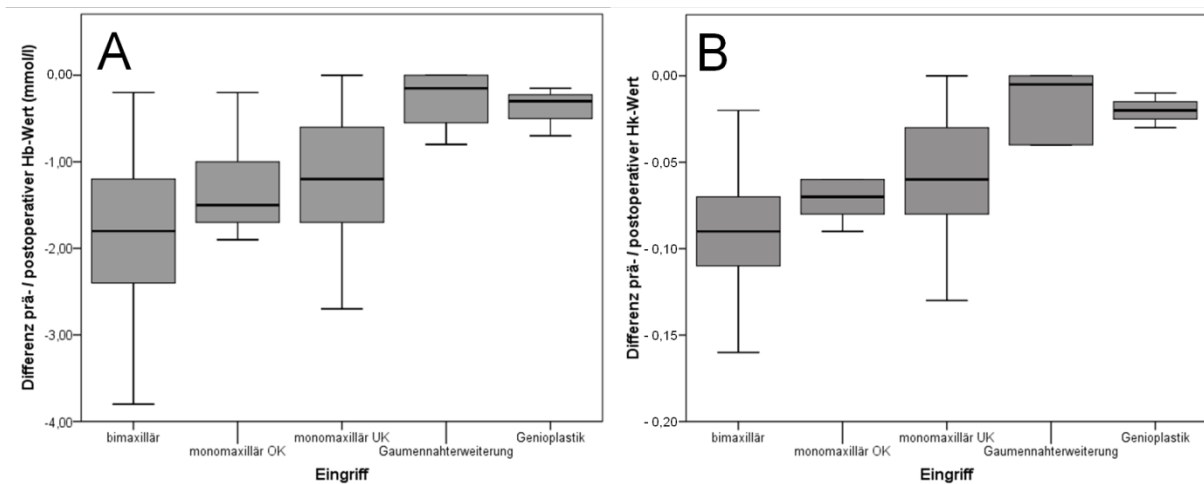 A
Differenz prä- / postoperativer Hb-Wert (mmol/l)
0,00
-1,00
-2,00
-3,00
-4,00
bimaxillär
monomaxillär OK
monomaxillär UK
Gaumennahterweiterung
Genioplastik
Eingriff
B
Differenz prä- / postoperativer Hk-Wert
0,00
-0,05
-0,10
-0,15
-0,20
bimaxillär
monomaxillär OK
monomaxillär UK
Gaumennahterweiterung
Genioplastik
Eingriff